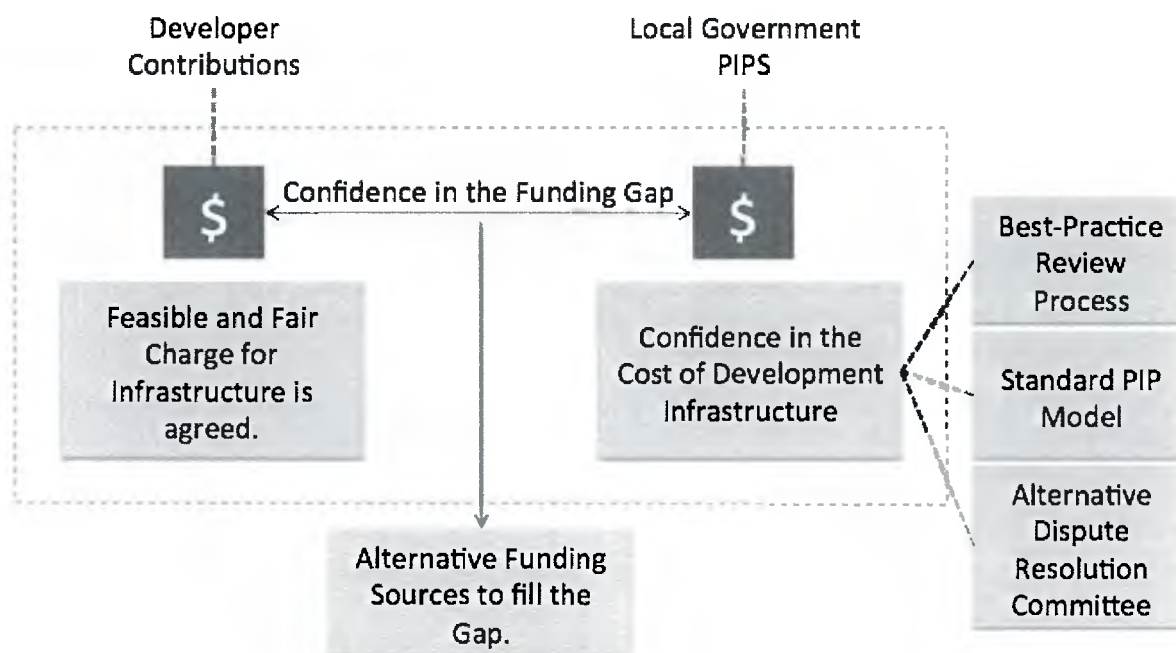 Developer
Contributions
Local Government
PIPS
$
Confidence in the Funding Gap
$
Feasible and Fair
Charge for
Infrastructure is
agreed.
Confidence in the
Cost of Development
Infrastructure
Best-Practice
Review
Process
Standard PIP
Model
Alternative
Dispute
Resolution
Committee
Alternative Funding
Sources to fill the
Gap.